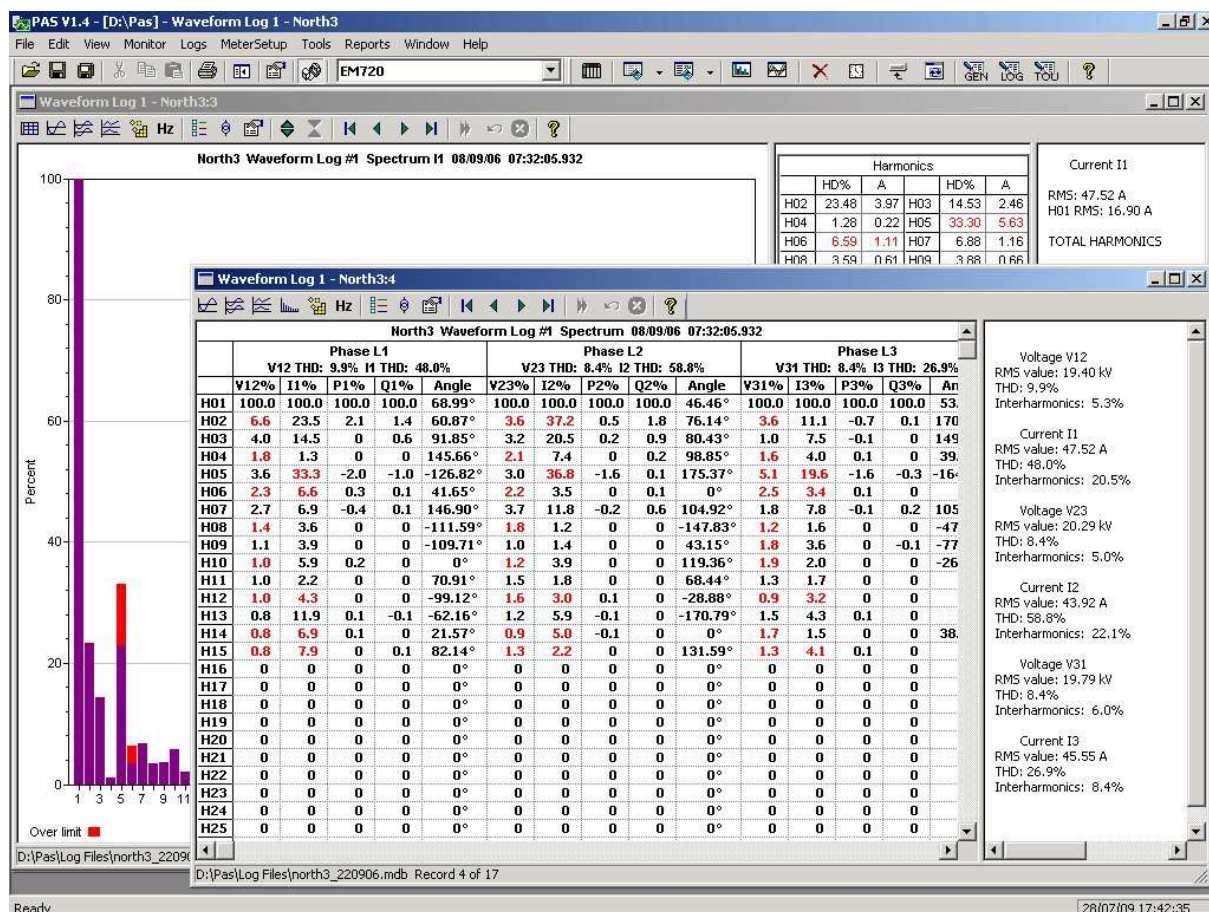 PAS V1.4 - [D:\Pas] - Waveform Log 1 - North3
File Edit View Monitor Logs MeterSetup Tools Reports Window Help
EM720 GEN LOG TOU
Waveform Log 1 - North3:3
Hz
North3 Waveform Log #1 Spectrum I1 08/09/06 07:32:05.932
100
80
60
40
20
0
Percent
1 3 5 7 9 11
Over limit
D:\Pas\Log Files\north3_2209
Harmonics
HD% A HD% A
H02 23.48 3.97 H03 14.53 2.46
H04 1.28 0.22 H05 33.30 5.63
H06 6.59 1.11 H07 6.88 1.16
H08 3.59 0.61 H09 3.88 0.66
Current I1
RMS: 47.52 A
H01 RMS: 16.90 A
TOTAL HARMONICS
Waveform Log 1 - North3:4
Hz
North3 Waveform Log #1 Spectrum 08/09/06 07:32:05.932
Phase L1 Phase L2 Phase L3
V12 THD: 9.9% I1 THD: 48.0% V23 THD: 8.4% I2 THD: 58.8% V31 THD: 8.4% I3 THD: 26.9%
V12% I1% P1% Q1% Angle V23% I2% P2% Q2% Angle V31% I3% P3% Q3% An
H01 100.0 100.0 100.0 100.0 68.99° 100.0 100.0 100.0 100.0 46.46° 100.0 100.0 100.0 100.0 53.
H02 6.6 23.5 2.1 1.4 60.87° 3.6 37.2 0.5 1.8 76.14° 3.6 11.1 -0.7 0.1 170
H03 4.0 14.5 0 0.6 91.85° 3.2 20.5 0.2 0.9 80.43° 1.0 7.5 -0.1 0 149
H04 1.8 1.3 0 0 145.66° 2.1 7.4 0 0.2 98.85° 1.6 4.0 0.1 0 39.
H05 3.6 33.3 -2.0 -1.0 -126.82° 3.0 36.8 -1.6 0.1 175.37° 5.1 19.6 -1.6 -0.3 -16
H06 2.3 6.6 0.3 0.1 41.65° 2.2 3.5 0 0.1 0° 2.5 3.4 0.1 0
H07 2.7 6.9 -0.4 0.1 146.90° 3.7 11.8 -0.2 0.6 104.92° 1.8 7.8 -0.1 0.2 105
H08 1.4 3.6 0 0 -111.59° 1.8 1.2 0 0 -147.83° 1.2 1.6 0 0 -47
H09 1.1 3.9 0 0 -109.71° 1.0 1.4 0 0 43.15° 1.8 3.6 0 -0.1 -77
H10 1.0 5.9 0.2 0 0° 1.2 3.9 0 0 119.36° 1.9 2.0 0 0 -26
H11 1.0 2.2 0 0 70.91° 1.5 1.8 0 0 68.44° 1.3 1.7 0 0
H12 1.0 4.3 0 0 -99.12° 1.6 3.0 0.1 0 -28.88° 0.9 3.2 0 0
H13 0.8 11.9 0.1 -0.1 -62.16° 1.2 5.9 -0.1 0 -170.79° 1.5 4.3 0.1 0
H14 0.8 6.9 0.1 0 21.57° 0.9 5.0 -0.1 0 0° 1.7 1.5 0 0 38.
H15 0.8 7.9 0 0.1 82.14° 1.3 2.2 0 0 131.59° 1.3 4.1 0.1 0
H16 0 0 0 0 0° 0 0 0 0 0° 0 0 0 0
H17 0 0 0 0 0° 0 0 0 0 0° 0 0 0 0
H18 0 0 0 0 0° 0 0 0 0 0° 0 0 0 0
H19 0 0 0 0 0° 0 0 0 0 0° 0 0 0 0
H20 0 0 0 0 0° 0 0 0 0 0° 0 0 0 0
H21 0 0 0 0 0° 0 0 0 0 0° 0 0 0 0
H22 0 0 0 0 0° 0 0 0 0 0° 0 0 0 0
H23 0 0 0 0 0° 0 0 0 0 0° 0 0 0 0
H24 0 0 0 0 0° 0 0 0 0 0° 0 0 0 0
H25 0 0 0 0 0° 0 0 0 0 0° 0 0 0 0
Voltage V12
RMS value: 19.40 kV
THD: 9.9%
Interharmonics: 5.3%
Current I1
RMS value: 47.52 A
THD: 48.0%
Interharmonics: 20.5%
Voltage V23
RMS value: 20.29 kV
THD: 8.4%
Interharmonics: 5.0%
Current I2
RMS value: 43.92 A
THD: 58.8%
Interharmonics: 22.1%
Voltage V31
RMS value: 19.79 kV
THD: 8.4%
Interharmonics: 6.0%
Current I3
RMS value: 45.55 A
THD: 26.9%
Interharmonics: 8.4%
D:\Pas\Log Files\north3_220906.mdb Record 4 of 17
Ready 28/07/09 17:42:35